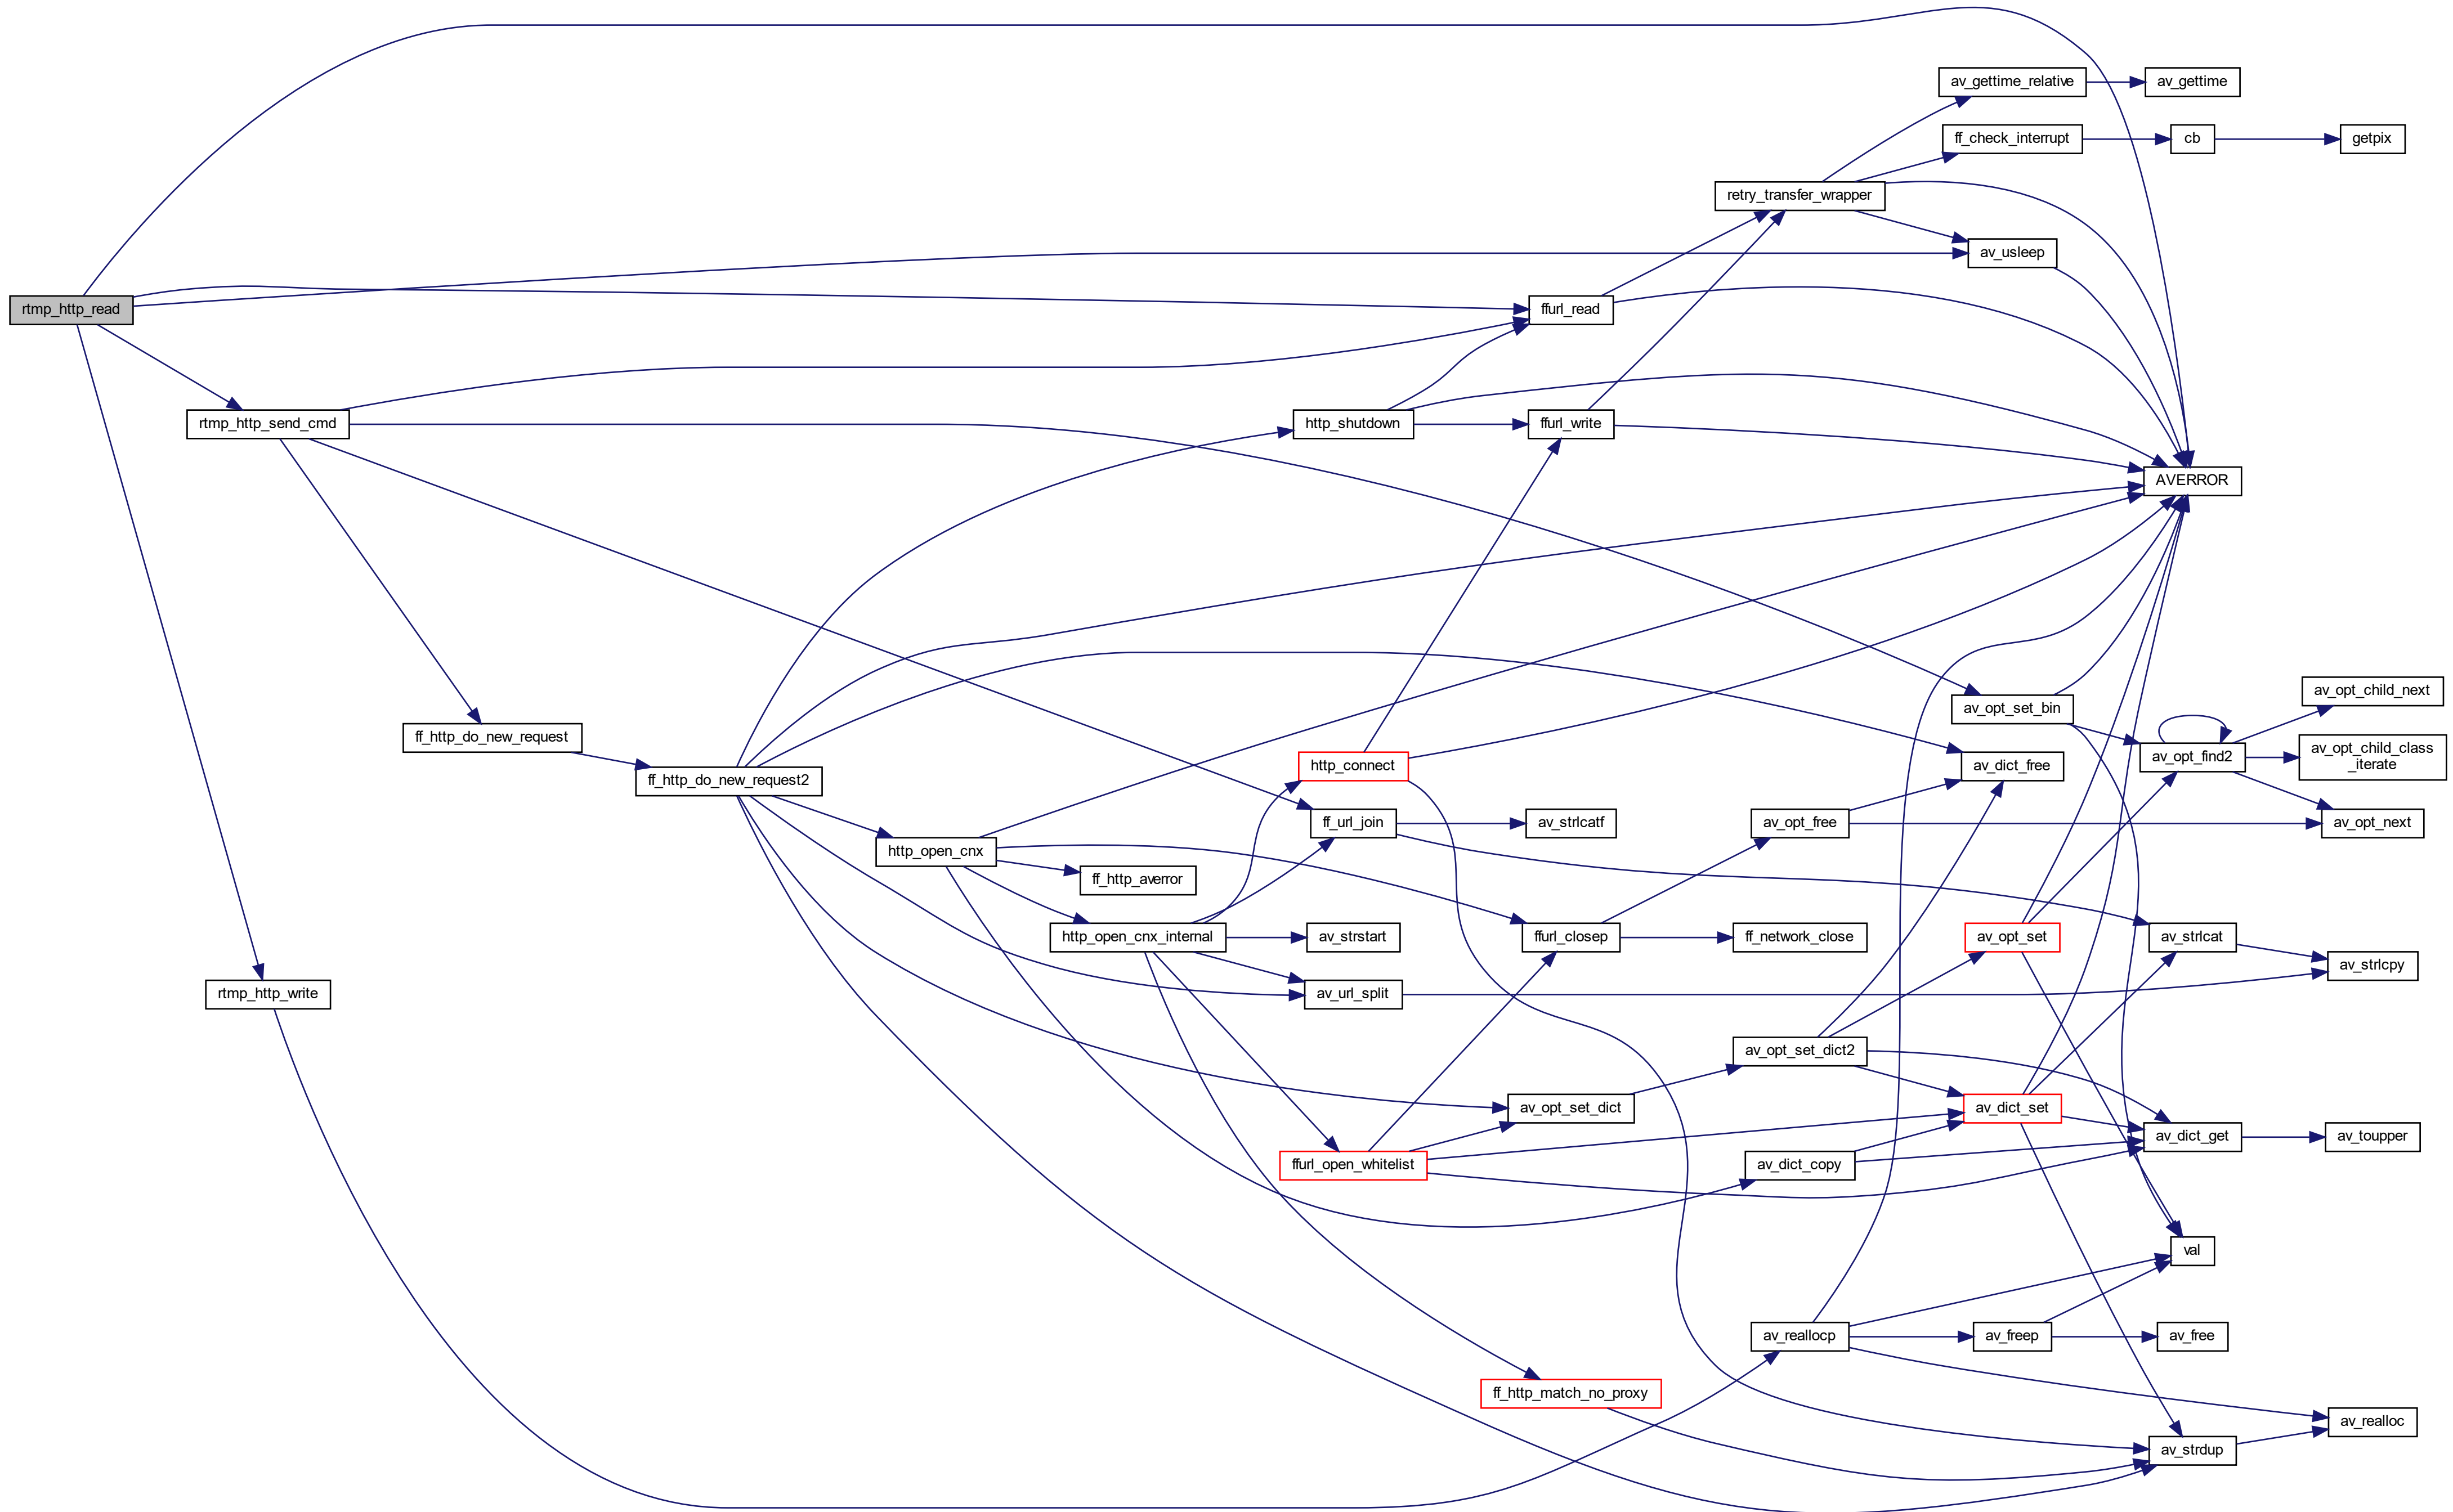 rtmp_http_read
rtmp_http_send_cmd
rtmp_http_write
ff_http_do_new_request
ff_http_do_new_request2
http_open_cnx
ff_http_averror
http_open_cnx_internal
http_shutdown
http_connect
ff_url_join
av_strstart
av_url_split
ffurl_open_whitelist
ff_http_match_no_proxy
ffurl_read
ffurl_write
av_strlcatf
ffurl_closep
av_opt_set_dict
retry_transfer_wrapper
av_opt_free
ff_network_close
av_opt_set_dict2
av_dict_copy
av_reallocp
av_gettime_relative
ff_check_interrupt
av_usleep
av_opt_set_bin
av_dict_free
av_opt_set
av_dict_set
av_freep
av_gettime
cb
AVERROR
av_opt_find2
av_strlcat
av_dict_get
val
av_free
av_strdup
getpix
av_opt_child_next
av_opt_child_class
_iterate
av_opt_next
av_strlcpy
av_toupper
av_realloc